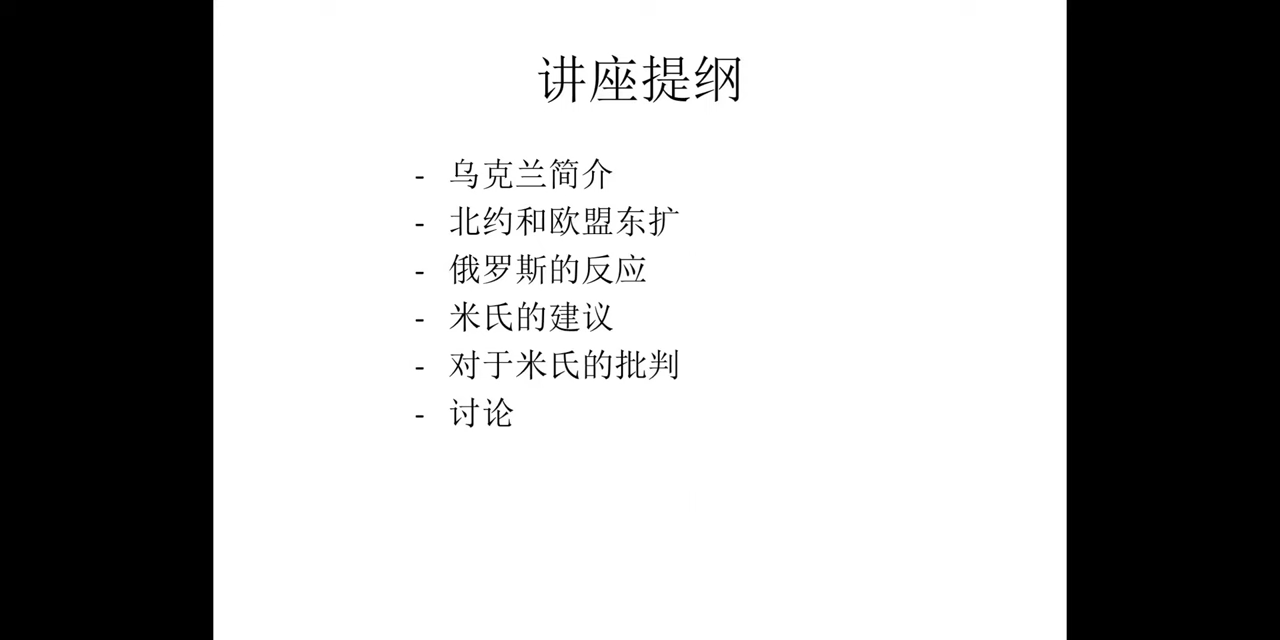 讲座提纲
- 乌克兰简介
- 北约和欧盟东扩
- 俄罗斯的反应
- 米氏的建议
- 对于米氏的批判
- 讨论